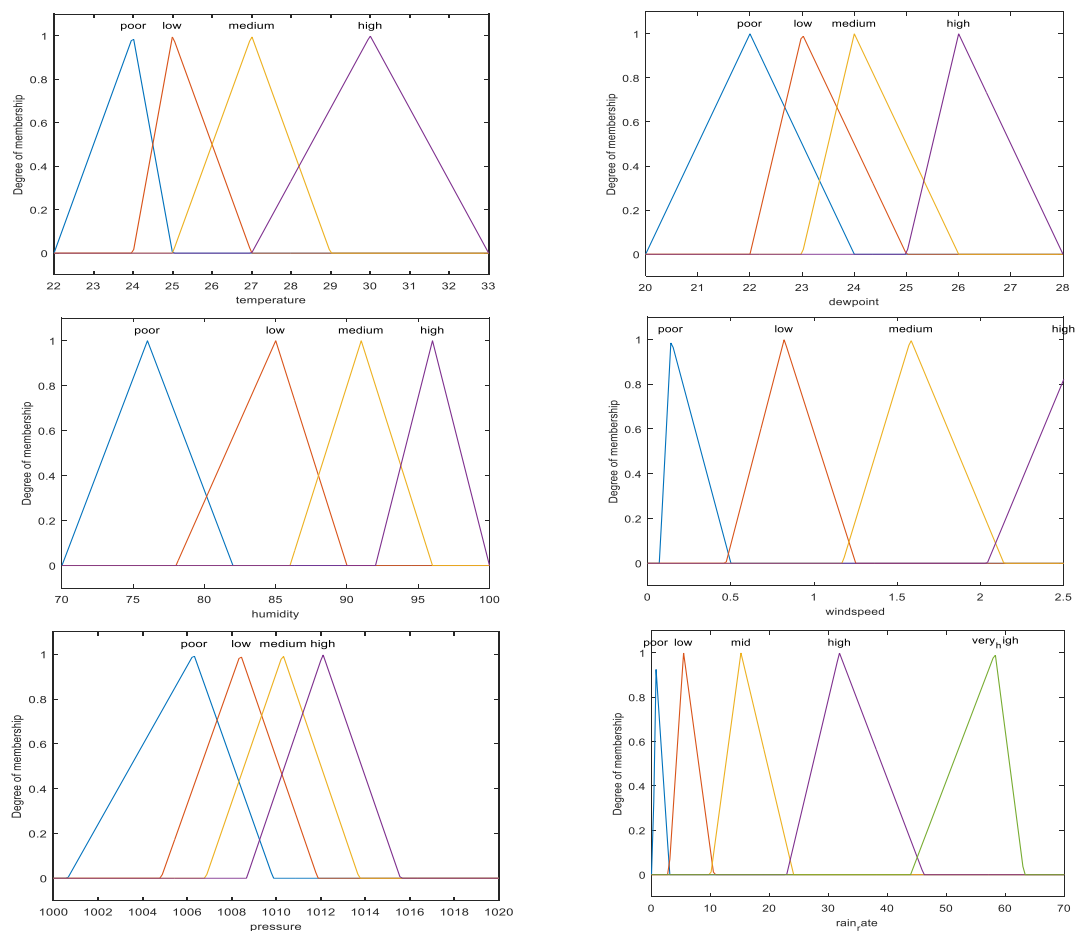 poor low medium high
1
0.8
0.6
0.4
0.2
0
Degree of membership
22 23 24 25 26 27 28 29 30 31 32 33
temperature
poor low medium high
1
0.8
0.6
0.4
0.2
0
Degree of membership
20 21 22 23 24 25 26 27 28
dewpoint
poor low medium high
1
0.8
0.6
0.4
0.2
0
Degree of membership
70 75 80 85 90 95 100
humidity
poor low medium high
1
0.8
0.6
0.4
0.2
0
Degree of membership
0 0.5 1 1.5 2 2.5
windspeed
poor low medium high
1
0.8
0.6
0.4
0.2
0
Degree of membership
1000 1002 1004 1006 1008 1010 1012 1014 1016 1018 1020
pressure
poor low mid high very_high
1
0.8
0.6
0.4
0.2
0
Degree of membership
0 10 20 30 40 50 60 70
rain_rate